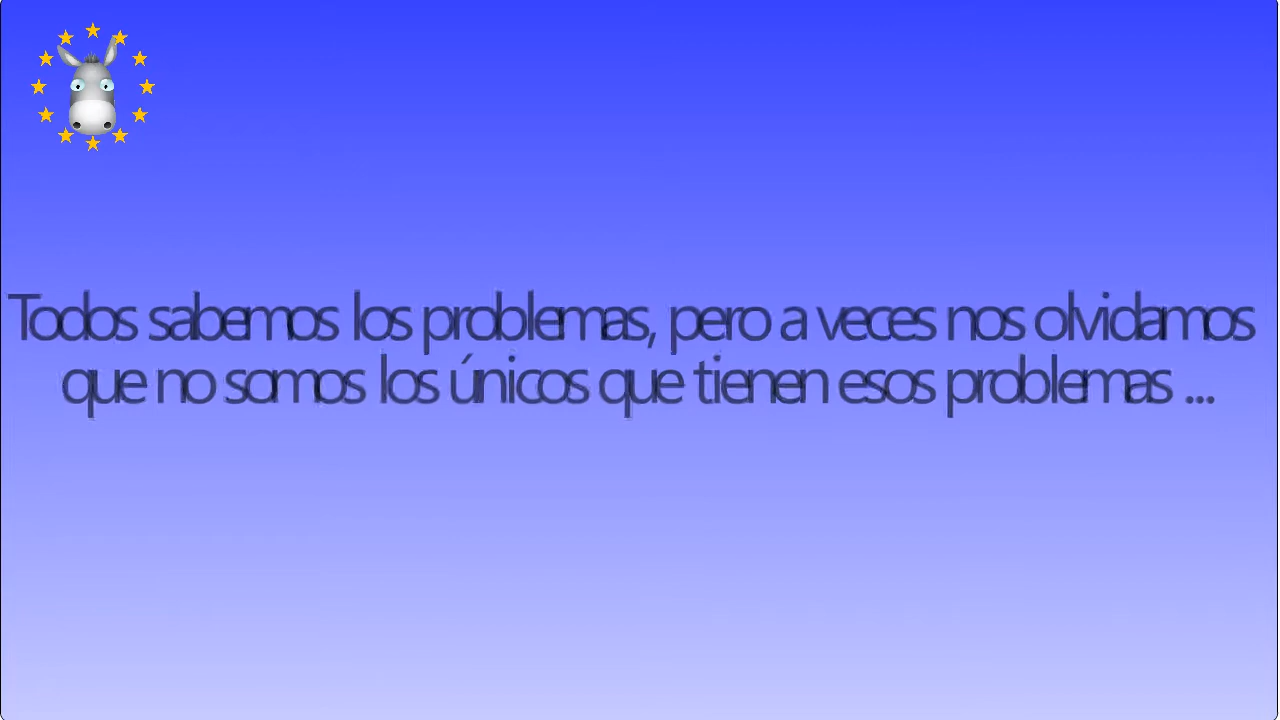 Todos sabemos los problemas, pero a veces nos olvidamos
que no somos los únicos que tienen esos problemas ...